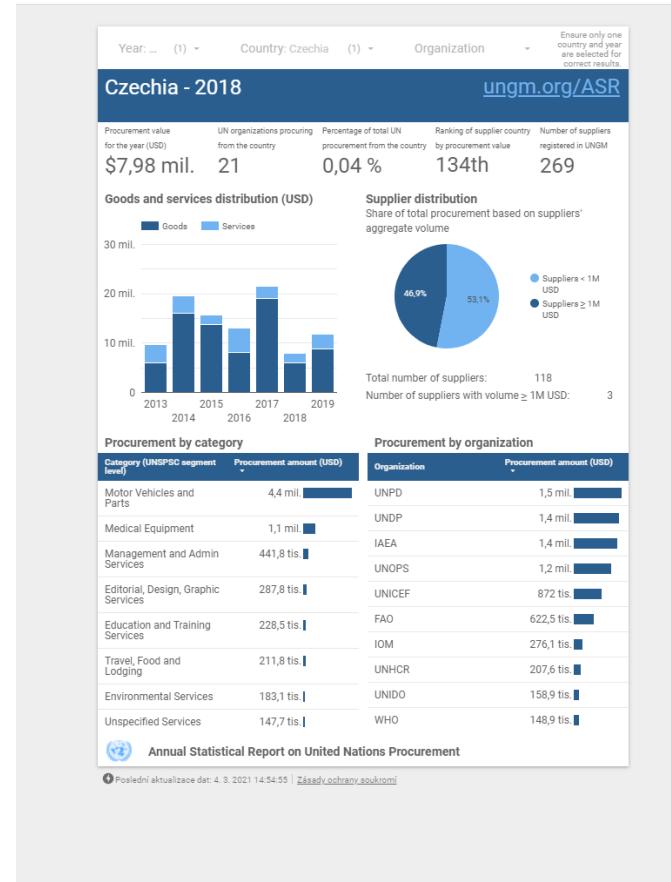 Year: ... (1) Country: Czechia (1) Organization
Ensure only one
country and year
are selected for
correct results.
Czechia - 2018 ungm.org/ASR
Procurement value
for the year (USD)
$7,98 mil.
UN organizations procuring
from the country
21
Percentage of total UN
procurement from the country
0,04 %
Ranking of supplier country
by procurement value
134th
Number of suppliers
registered in UNGM
269
Goods and services distribution (USD)
Goods Services
30 mil.
20 mil.
10 mil.
0
2013 2015 2017 2019
2014 2016 2018
Supplier distribution
Share of total procurement based on suppliers'
aggregate volume
46,9%
53,1%
Suppliers < 1M
USD
Suppliers ≥ 1M
USD
Total number of suppliers: 118
Number of suppliers with volume ≥ 1M USD: 3
Procurement by category
Category (UNSPSC segment
level) Procurement amount (USD)
Motor Vehicles and
Parts 4,4 mil.
Medical Equipment 1,1 mil.
Management and Admin
Services 441,8 tis.
Editorial, Design, Graphic
Services 287,8 tis.
Education and Training
Services 228,5 tis.
Travel, Food and
Lodging 211,8 tis.
Environmental Services 183,1 tis.
Unspecified Services 147,7 tis.
Procurement by organization
Organization Procurement amount (USD)
UNPD 1,5 mil.
UNDP 1,4 mil.
IAEA 1,4 mil.
UNOPS 1,2 mil.
UNICEF 872 tis.
FAO 622,5 tis.
IOM 276,1 tis.
UNHCR 207,6 tis.
UNIDO 158,9 tis.
WHO 148,9 tis.
Annual Statistical Report on United Nations Procurement
Poslední aktualizace dat: 4. 3. 2021 14:54:55 | Zásady ochrany soukromí